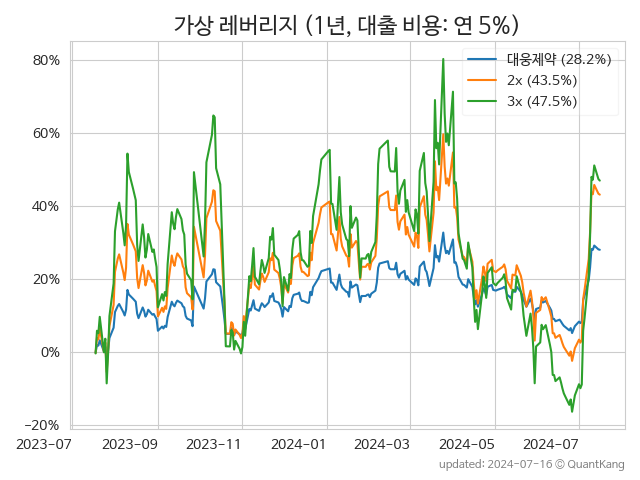 가상 레버리지 (1년, 대출 비용: 연 5%)
80%
60%
40%
20%
0%
−20%
대웅제약 (28.2%)
2x (43.5%)
3x (47.5%)
2023-07
2023-09
2023-11
2024-01
2024-03
2024-05
2024-07
updated: 2024-07-16 © QuantKang